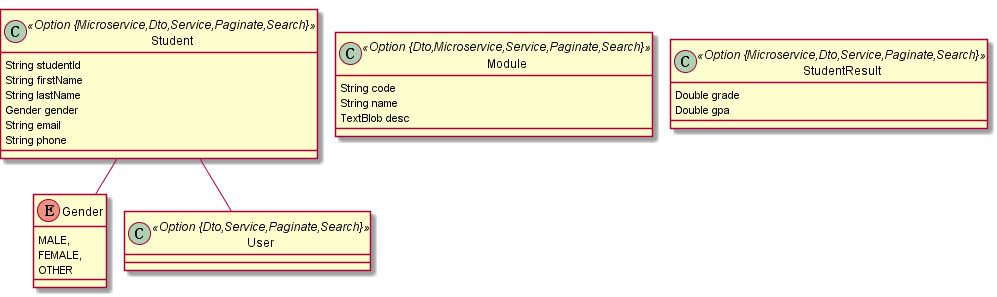 C «Option {Microservice,Dto,Service,Paginate,Search}»
Student
String studentId
String firstName
String lastName
Gender gender
String email
String phone
C «Option {Dto,Microservice,Service,Paginate,Search}»
Module
String code
String name
TextBlob desc
C «Option {Microservice,Dto,Service,Paginate,Search}»
StudentResult
Double grade
Double gpa
E Gender
MALE,
FEMALE,
OTHER
C «Option {Dto,Service,Paginate,Search}»
User